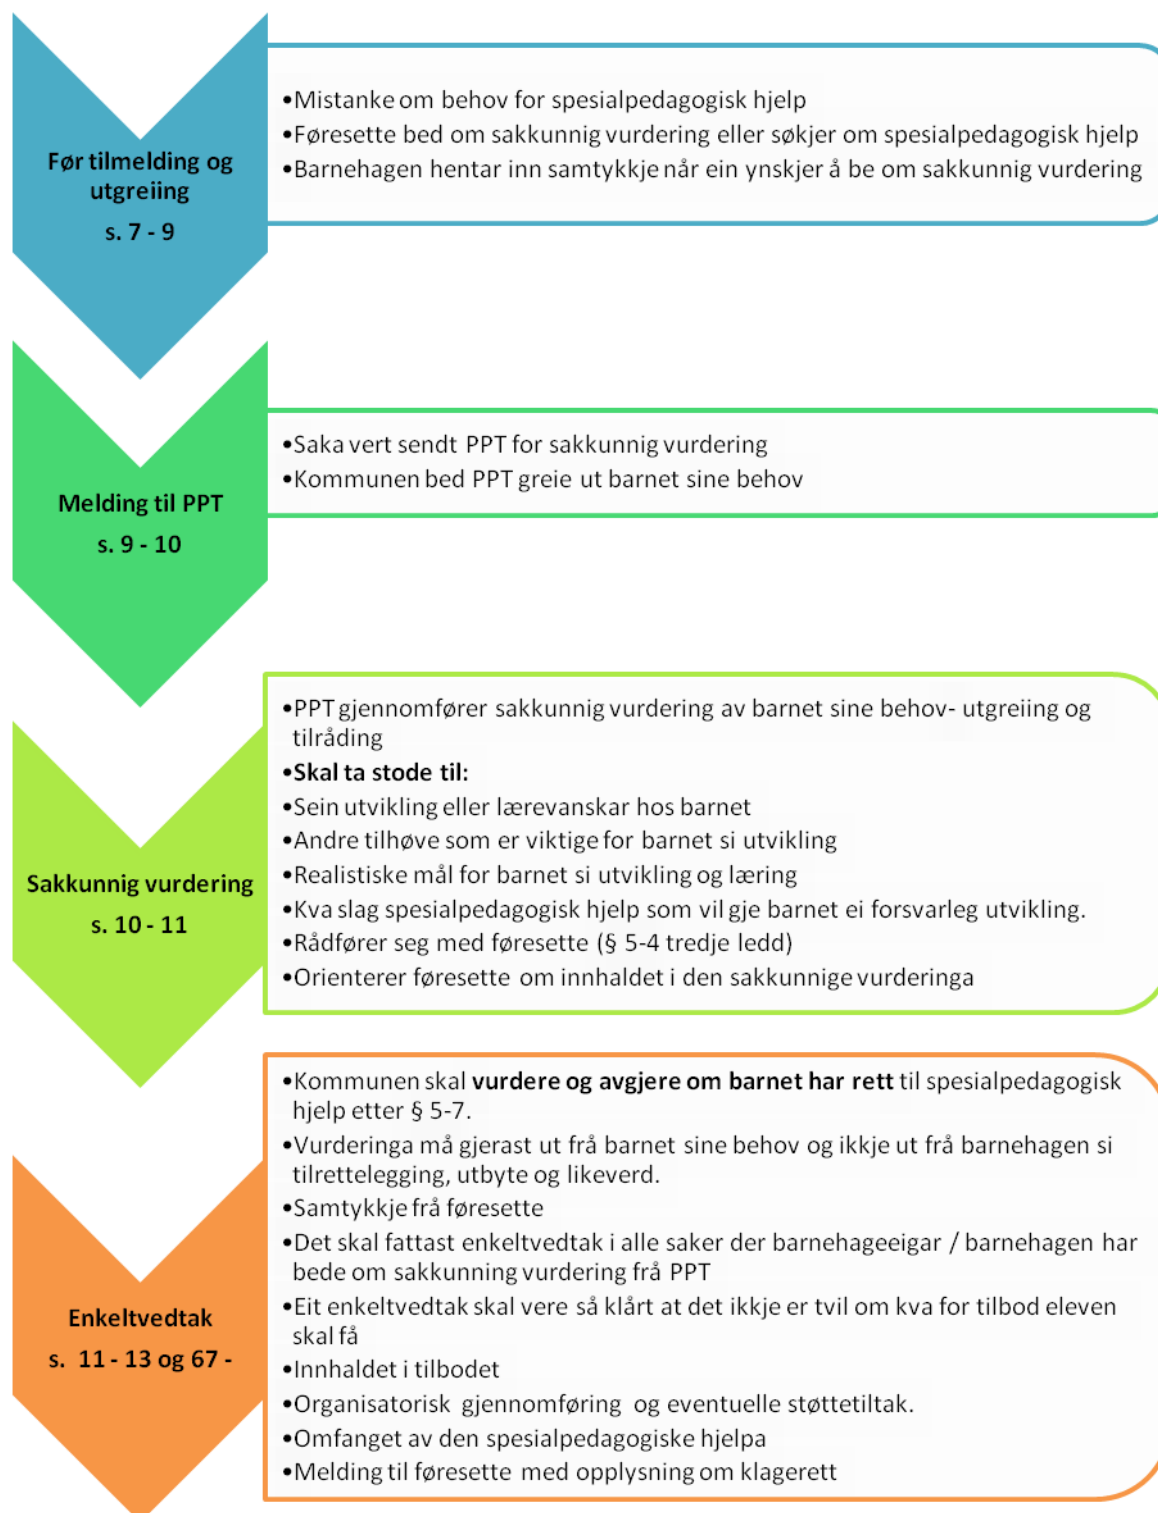 Før tilmelding og
utgreiing
s. 7 - 9
•Mistanke om behov for spesialpedagogisk hjelp
•Føresette bed om sakkunnig vurdering eller søkjer om spesialpedagogisk hjelp
•Barnehagen hentar inn samtykkje når ein ynskjer å be om sakkunnig vurdering
Melding til PPT
s. 9 - 10
•Saka vert sendt PPT for sakkunnig vurdering
•Kommunen bed PPT greie ut barnet sine behov
Sakkunnig vurdering
s. 10 - 11
•PPT gjennomfører sakkunnig vurdering av barnet sine behov- utgreiing og
tilråding
•Skal ta stode til:
•Sein utvikling eller lærevanskar hos barnet
•Andre tilhøve som er viktige for barnet si utvikling
•Realistiske mål for barnet si utvikling og læring
•Kva slag spesialpedagogisk hjelp som vil gje barnet ei forsvarleg utvikling.
•Rådfører seg med føresette (§ 5-4 tredje ledd)
•Orienterer føresette om innhaldet i den sakkunnige vurderinga
Enkeltvedtak
s. 11 - 13 og 67 -
•Kommunen skal vurdere og avgjere om barnet har rett til spesialpedagogisk
hjelp etter § 5-7.
•Vurderinga må gjerast ut frå barnet sine behov og ikkje ut frå barnehagen si
tilrettelegging, utbyte og likeverd.
•Samtykkje frå føresette
•Det skal fattast enkeltvedtak i alle saker der barnehageeigar / barnehagen har
bede om sakkunning vurdering frå PPT
•Eit enkeltvedtak skal vere så klårt at det ikkje er tvil om kva for tilbod eleven
skal få
•Innhaldet i tilbodet
•Organisatorisk gjennomføring og eventuelle støttetiltak.
•Omfanget av den spesialpedagogiske hjelpa
•Melding til føresette med opplysning om klagerett